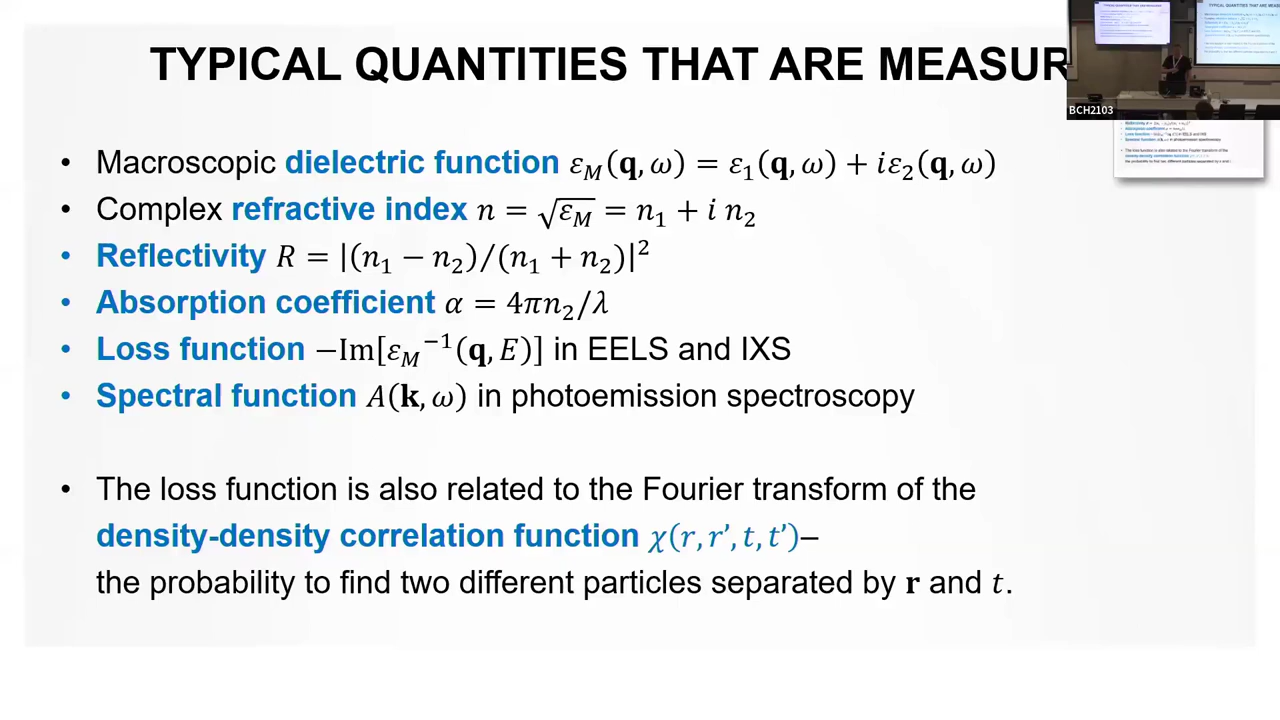 TYPICAL QUANTITIES THAT ARE MEASUR
BCH2103
• Macroscopic dielectric function ε_M(𝐪, ω) = ε₁(𝐪, ω) + iε₂(𝐪, ω)
• Complex refractive index n = √ε_M = n₁ + i n₂
• Reflectivity R = |(n₁ − n₂)/(n₁ + n₂)|²
• Absorption coefficient α = 4πn₂/λ
• Loss function −Im[ε_M⁻¹(𝐪, E)] in EELS and IXS
• Spectral function A(𝐤, ω) in photoemission spectroscopy
• The loss function is also related to the Fourier transform of the
density-density correlation function χ(r, r’, t, t’)–
the probability to find two different particles separated by 𝐫 and t.